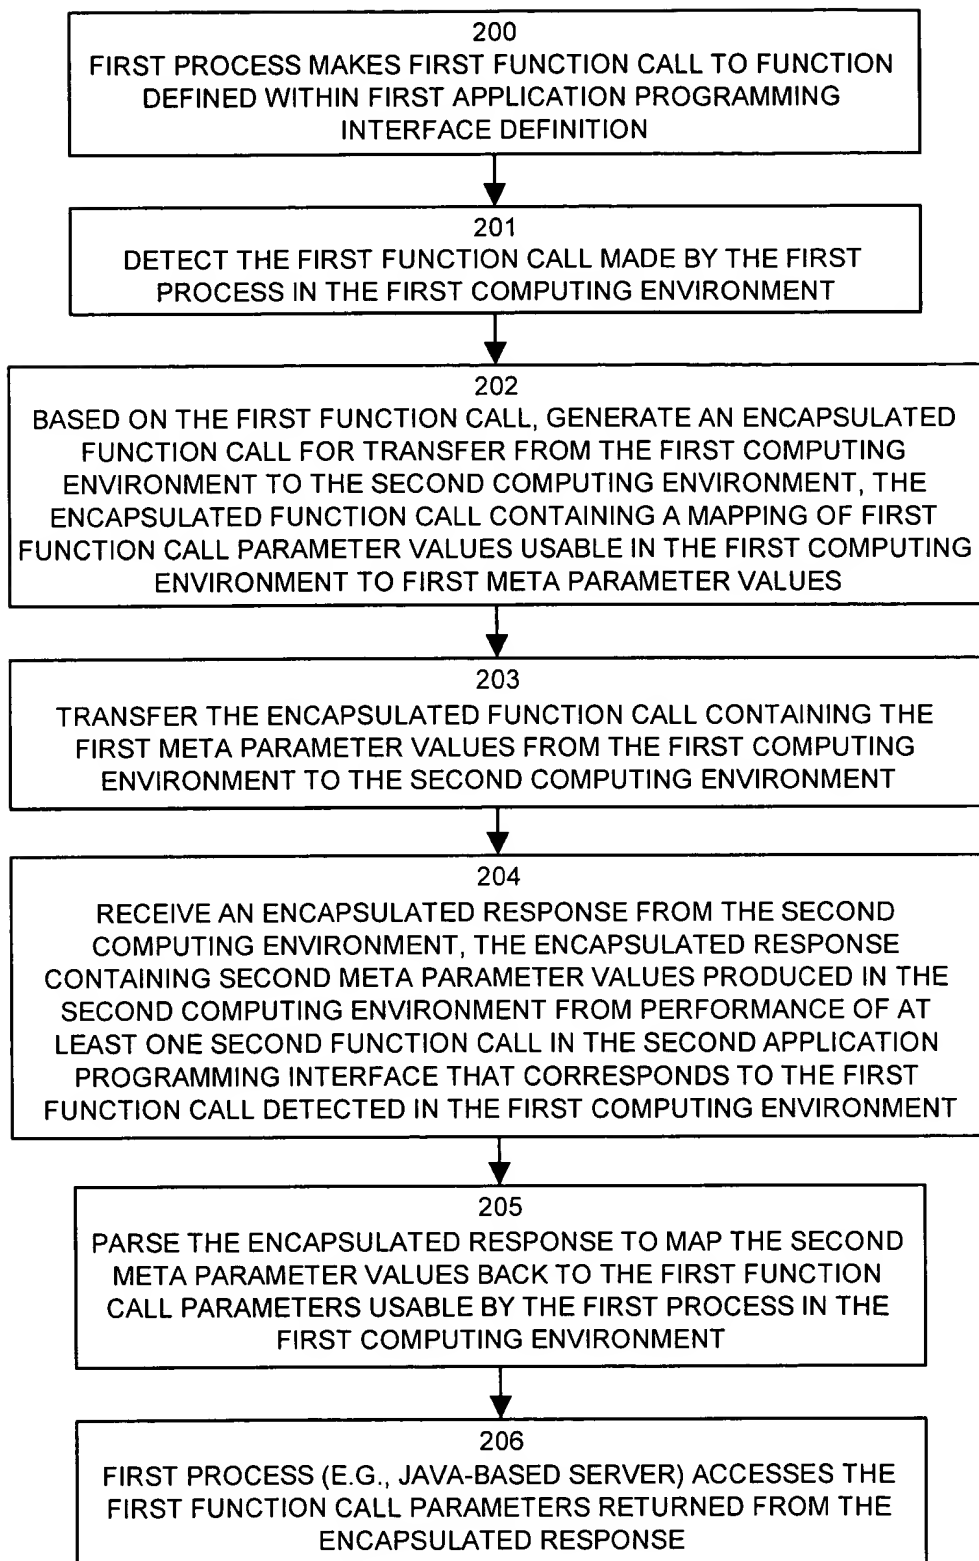 200
FIRST PROCESS MAKES FIRST FUNCTION CALL TO FUNCTION
DEFINED WITHIN FIRST APPLICATION PROGRAMMING
INTERFACE DEFINITION
201
DETECT THE FIRST FUNCTION CALL MADE BY THE FIRST
PROCESS IN THE FIRST COMPUTING ENVIRONMENT
202
BASED ON THE FIRST FUNCTION CALL, GENERATE AN ENCAPSULATED
FUNCTION CALL FOR TRANSFER FROM THE FIRST COMPUTING
ENVIRONMENT TO THE SECOND COMPUTING ENVIRONMENT, THE
ENCAPSULATED FUNCTION CALL CONTAINING A MAPPING OF FIRST
FUNCTION CALL PARAMETER VALUES USABLE IN THE FIRST COMPUTING
ENVIRONMENT TO FIRST META PARAMETER VALUES
203
TRANSFER THE ENCAPSULATED FUNCTION CALL CONTAINING THE
FIRST META PARAMETER VALUES FROM THE FIRST COMPUTING
ENVIRONMENT TO THE SECOND COMPUTING ENVIRONMENT
204
RECEIVE AN ENCAPSULATED RESPONSE FROM THE SECOND
COMPUTING ENVIRONMENT, THE ENCAPSULATED RESPONSE
CONTAINING SECOND META PARAMETER VALUES PRODUCED IN THE
SECOND COMPUTING ENVIRONMENT FROM PERFORMANCE OF AT
LEAST ONE SECOND FUNCTION CALL IN THE SECOND APPLICATION
PROGRAMMING INTERFACE THAT CORRESPONDS TO THE FIRST
FUNCTION CALL DETECTED IN THE FIRST COMPUTING ENVIRONMENT
205
PARSE THE ENCAPSULATED RESPONSE TO MAP THE SECOND
META PARAMETER VALUES BACK TO THE FIRST FUNCTION
CALL PARAMETERS USABLE BY THE FIRST PROCESS IN THE
FIRST COMPUTING ENVIRONMENT
206
FIRST PROCESS (E.G., JAVA-BASED SERVER) ACCESSES THE
FIRST FUNCTION CALL PARAMETERS RETURNED FROM THE
ENCAPSULATED RESPONSE